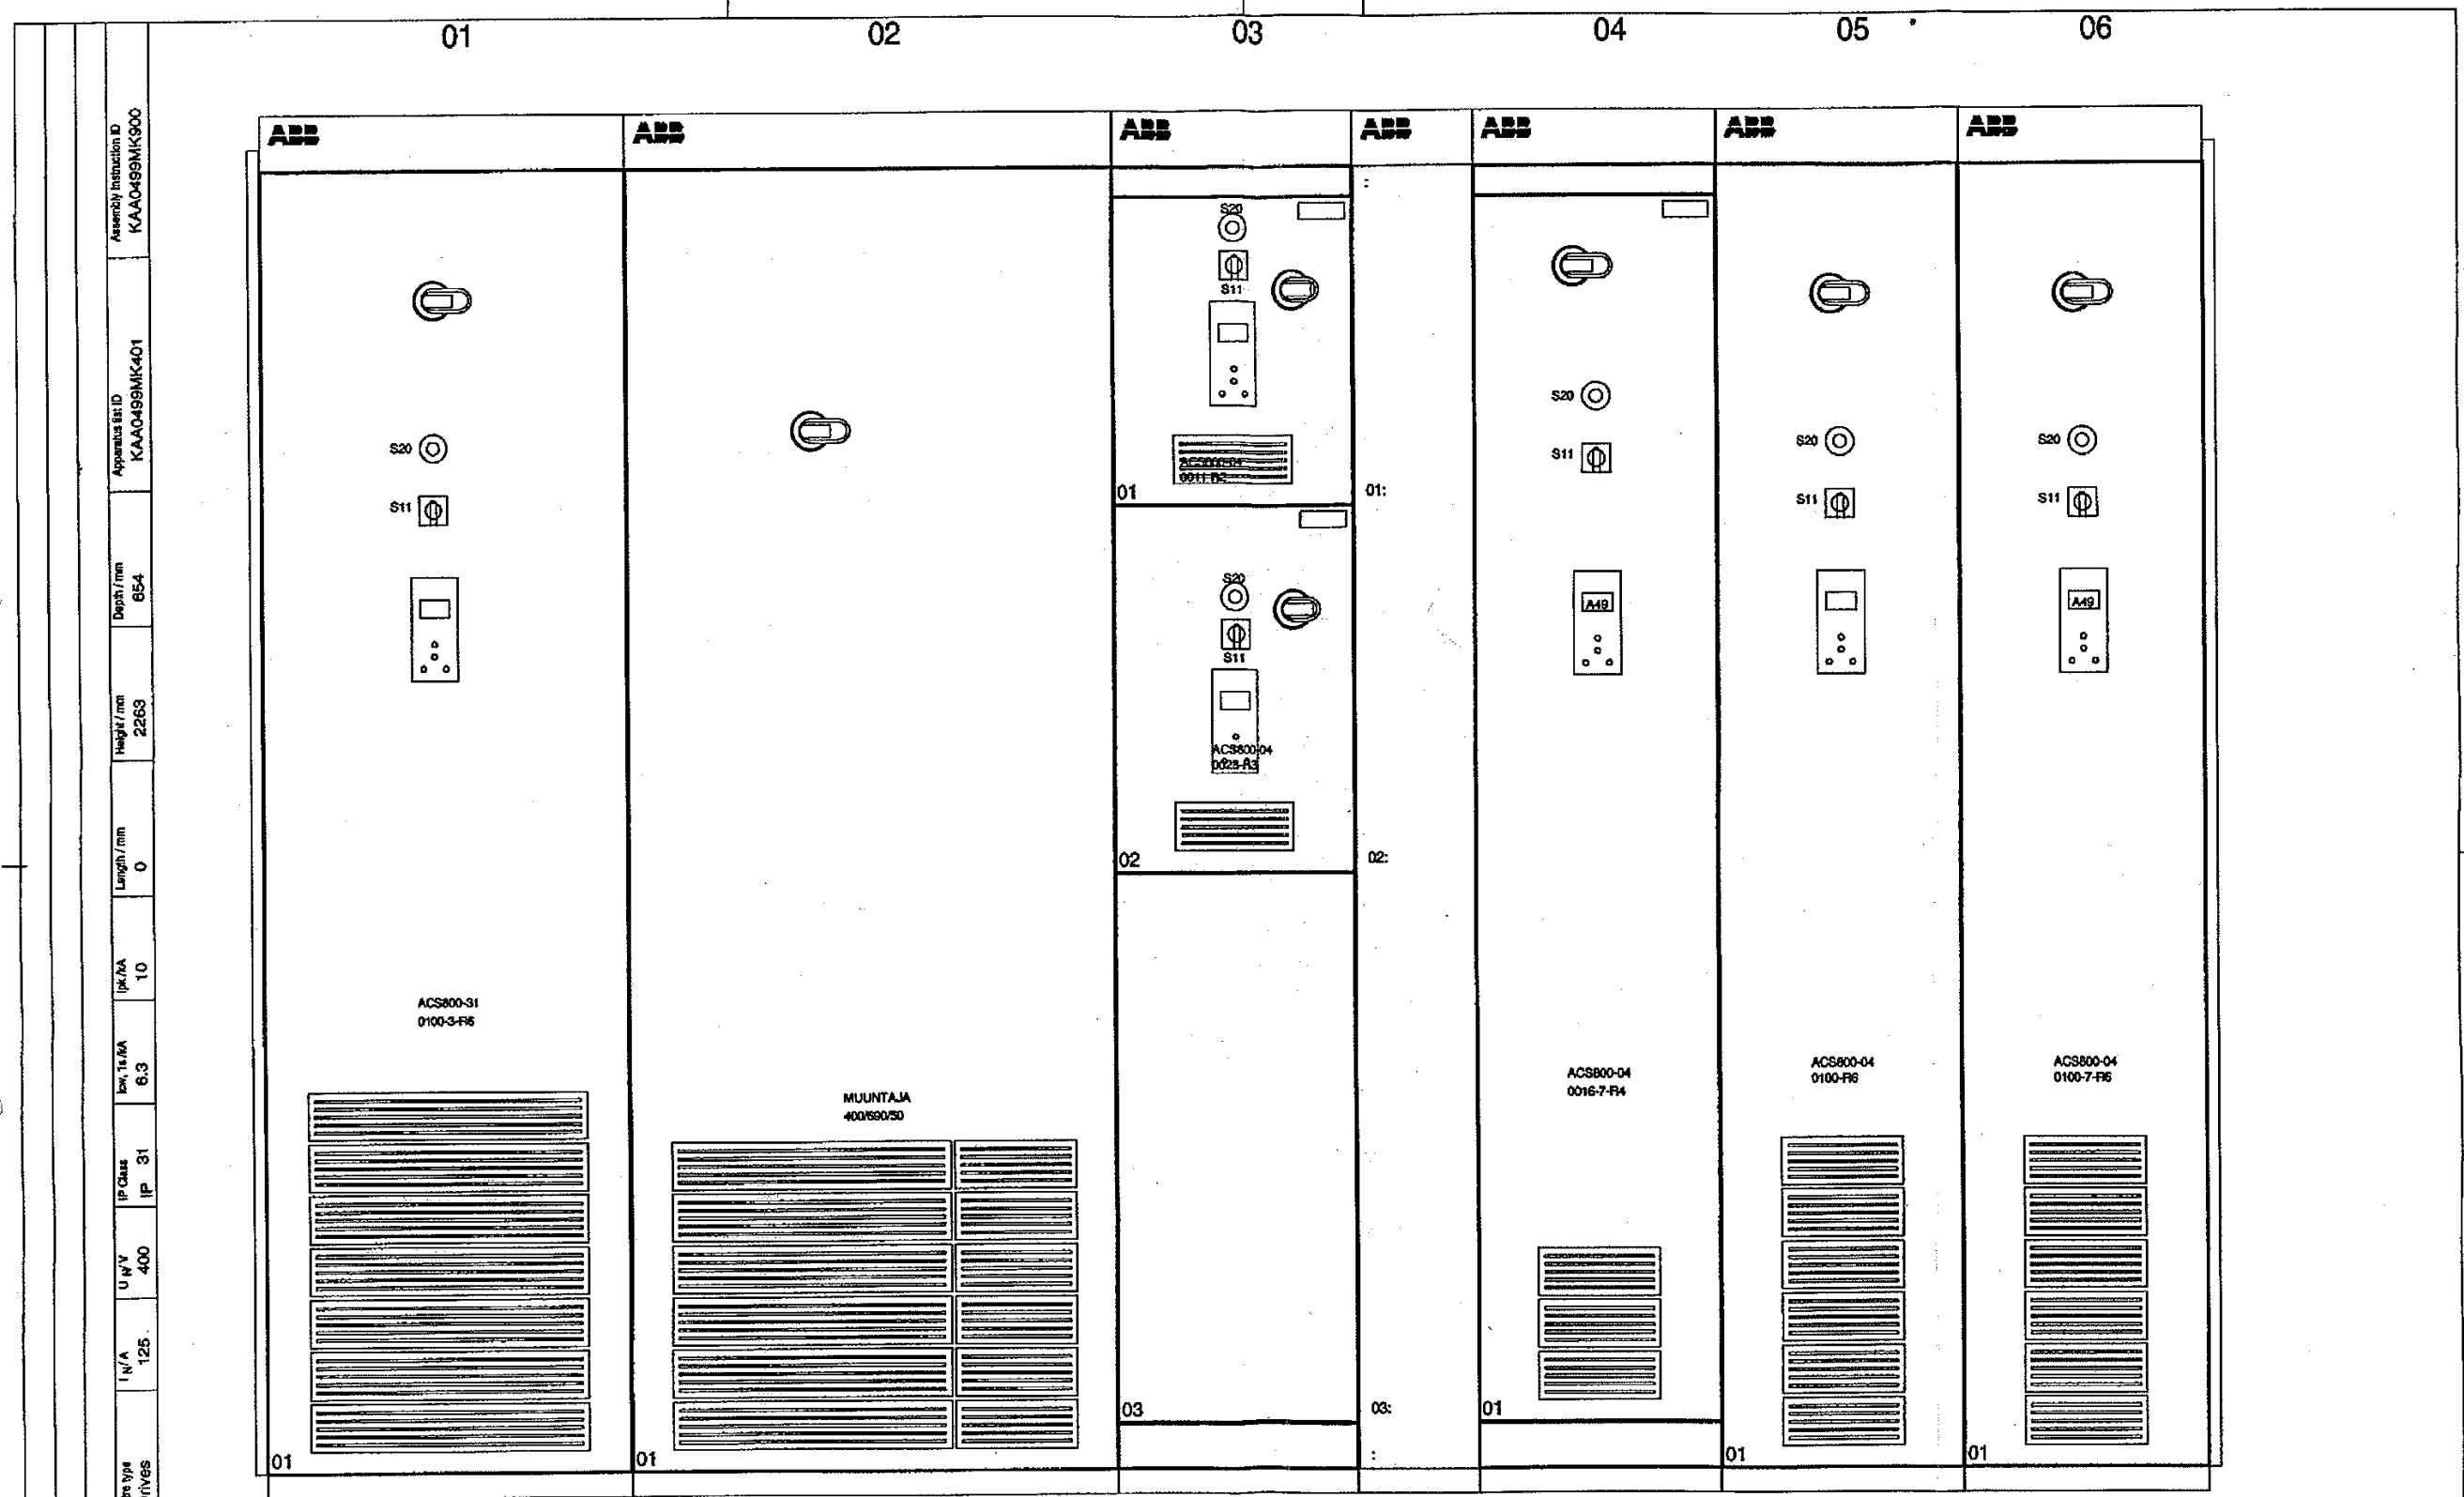 01
02
03
04
05
06
Assembly Instruction ID
KAA0499MK900
Apparatus list ID
KAA0499MK401
Depth / mm
654
Height / mm
2263
Length / mm
0
Ipk /kA
10
Icw, 1s /kA
6.3
IP Class
IP 31
U N/ V
400
I N/ A
125
ABB
S20
S11
ACS800-31
0100-3-R6
01
ABB
MUUNTAJA
400/690/50
01
ABB
S20
S11
ACS800-04
0011-R2
01
S20
S11
ACS800-04
02
03
ABB
:
01:
02:
03:
:
ABB
S20
S11
A49
ACS800-04
0016-7-R4
01
ABB
S20
S11
ACS800-04
0100-R6
01
ABB
S20
S11
A49
ACS800-04
0100-7-R6
01